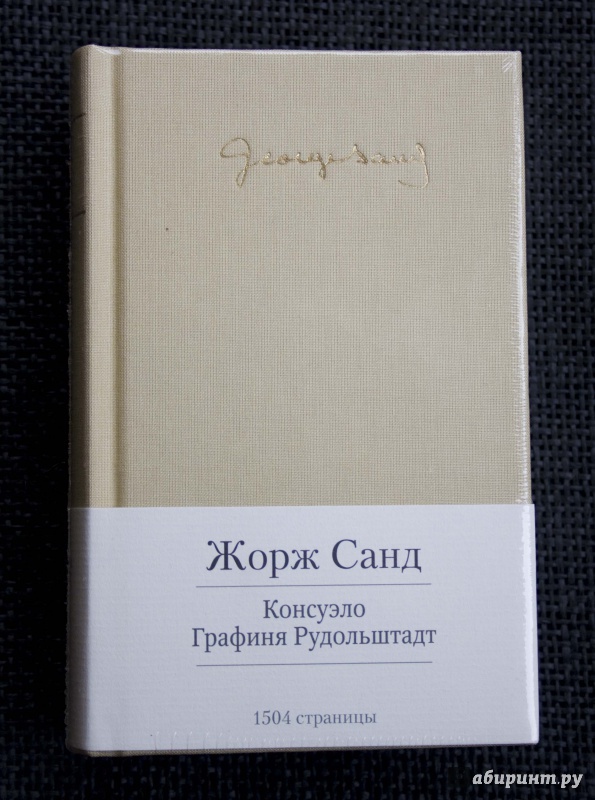 George Sand
Жорж Санд
Консуэло
Графиня Рудольштадт
1504 страницы
абиринт.ру